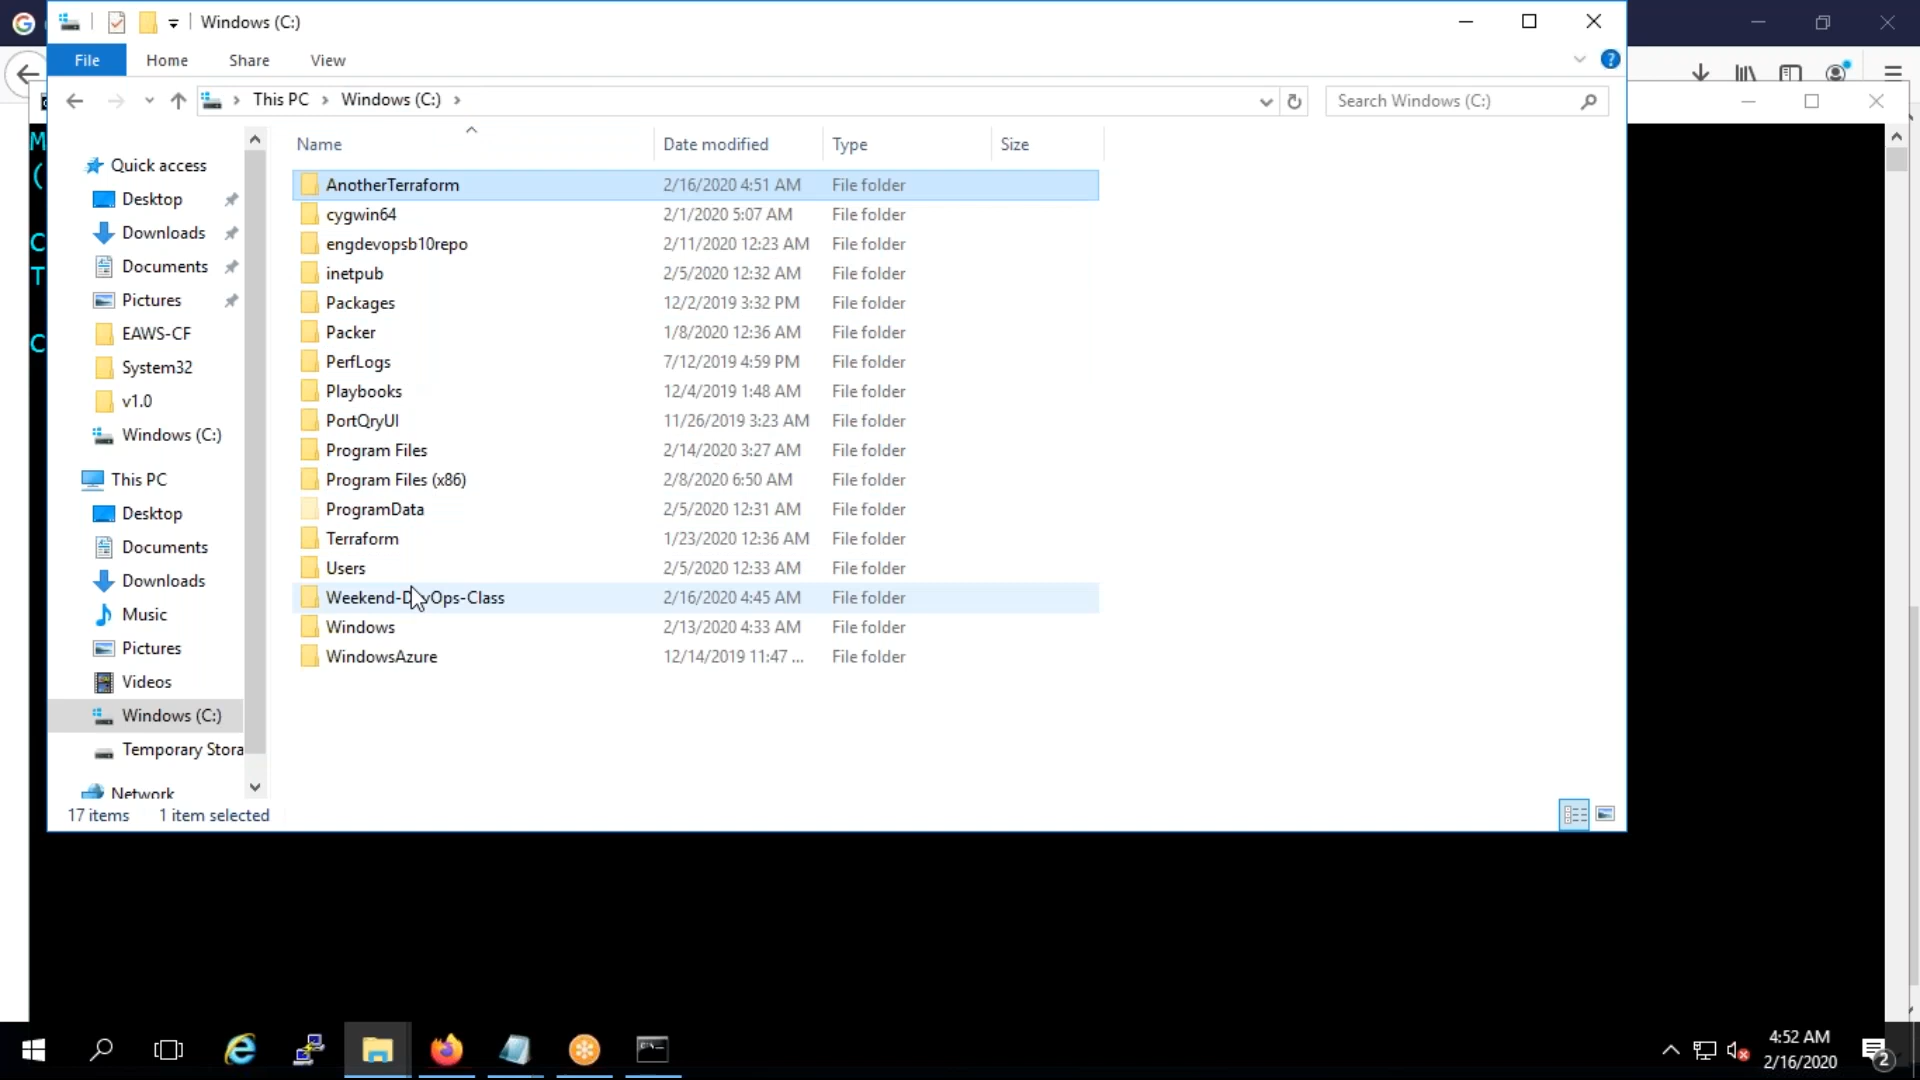 Windows (C:)
File
Home
Share
View
?
This PC
Windows (C:)
Search Windows (C:)
Name
Date modified
Type
Size
Quick access
Desktop
Downloads
Documents
Pictures
EAWS-CF
System32
v1.0
Windows (C:)
This PC
Desktop
Documents
Downloads
Music
Pictures
Videos
Windows (C:)
Temporary Stora
Network
AnotherTerraform 2/16/2020 4:51 AM File folder
cygwin64 2/1/2020 5:07 AM File folder
engdevopsb10repo 2/11/2020 12:23 AM File folder
inetpub 2/5/2020 12:32 AM File folder
Packages 12/2/2019 3:32 PM File folder
Packer 1/8/2020 12:36 AM File folder
PerfLogs 7/12/2019 4:59 PM File folder
Playbooks 12/4/2019 1:48 AM File folder
PortQryUI 11/26/2019 3:23 AM File folder
Program Files 2/14/2020 3:27 AM File folder
Program Files (x86) 2/8/2020 6:50 AM File folder
ProgramData 2/5/2020 12:31 AM File folder
Terraform 1/23/2020 12:36 AM File folder
Users 2/5/2020 12:33 AM File folder
Weekend-DevOps-Class 2/16/2020 4:45 AM File folder
Windows 2/13/2020 4:33 AM File folder
WindowsAzure 12/14/2019 11:47 ... File folder
17 items 1 item selected
M
(
C
T
C
4:52 AM
2/16/2020
2